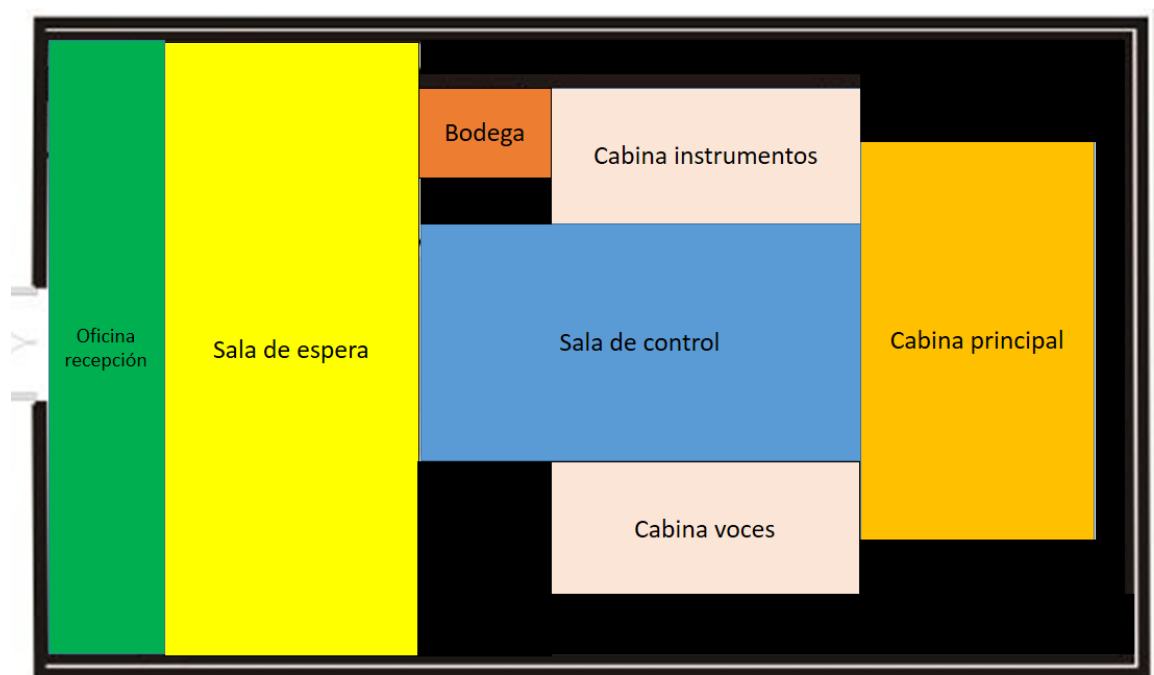 Bodega
Cabina instrumentos
Oficina
recepción
Sala de espera
Sala de control
Cabina principal
Cabina voces